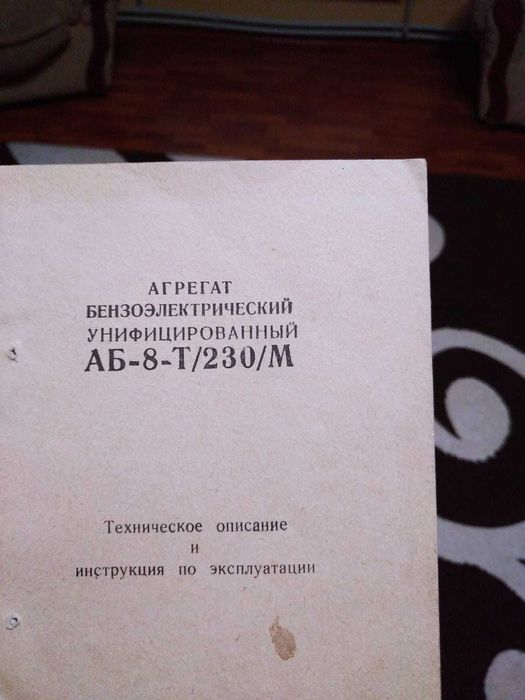 АГРЕГАТ
БЕНЗОЭЛЕКТРИЧЕСКИЙ
УНИФИЦИРОВАННЫЙ
АБ-8-Т/230/М
Техническое описание
и
инструкция по эксплуатации